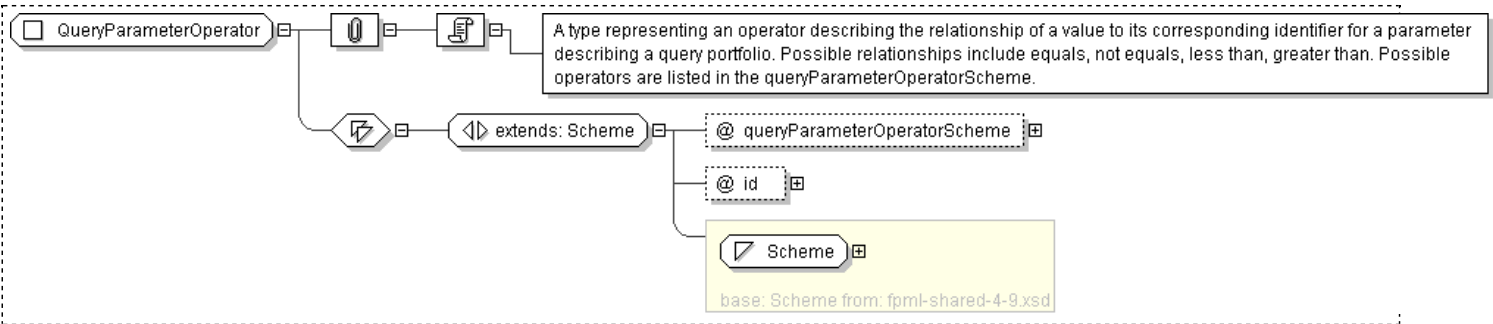 QueryParameterOperator
A type representing an operator describing the relationship of a value to its corresponding identifier for a parameter
describing a query portfolio. Possible relationships include equals, not equals, less than, greater than. Possible
operators are listed in the queryParameterOperatorScheme.
extends: Scheme
@ queryParameterOperatorScheme
@ id
Scheme
base: Scheme from: fpml-shared-4-9.xsd